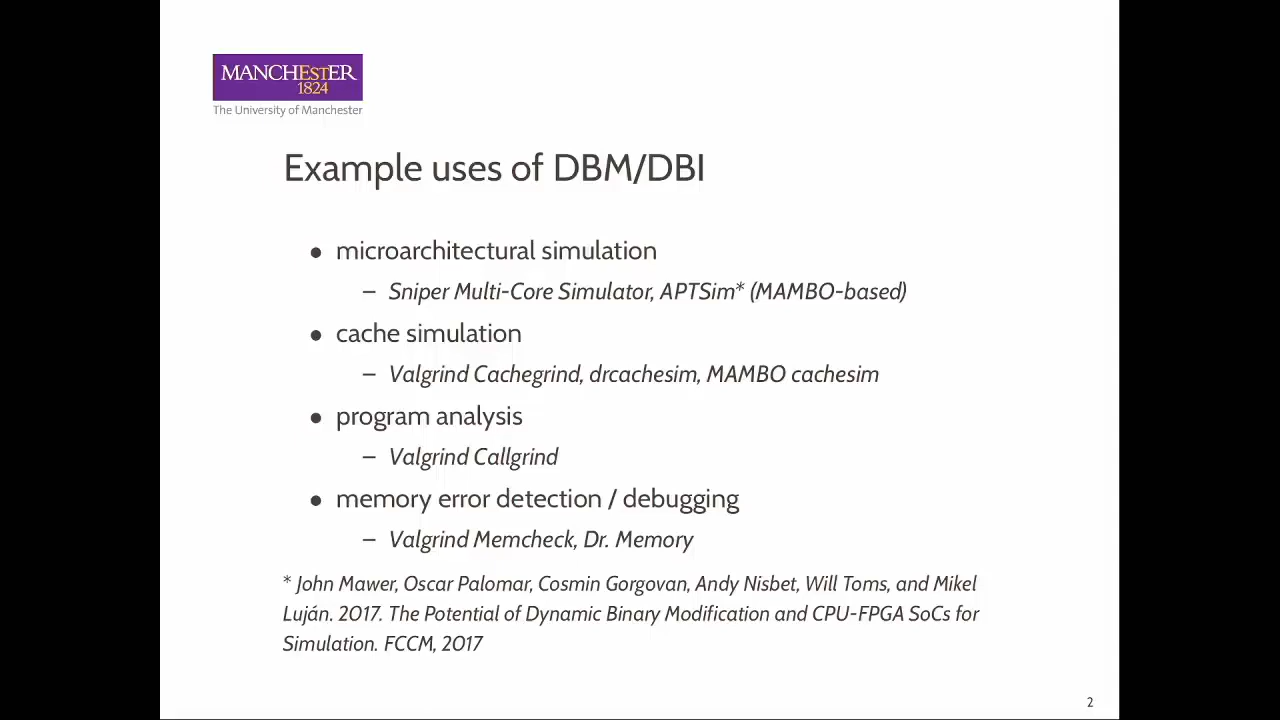 MANCHESTER
1824
The University of Manchester
Example uses of DBM/DBI
● microarchitectural simulation
– Sniper Multi-Core Simulator, APTSim* (MAMBO-based)
● cache simulation
– Valgrind Cachegrind, drcachesim, MAMBO cachesim
● program analysis
– Valgrind Callgrind
● memory error detection / debugging
– Valgrind Memcheck, Dr. Memory
* John Mawer, Oscar Palomar, Cosmin Gorgovan, Andy Nisbet, Will Toms, and Mikel
Luján. 2017. The Potential of Dynamic Binary Modification and CPU-FPGA SoCs for
Simulation. FCCM, 2017
2